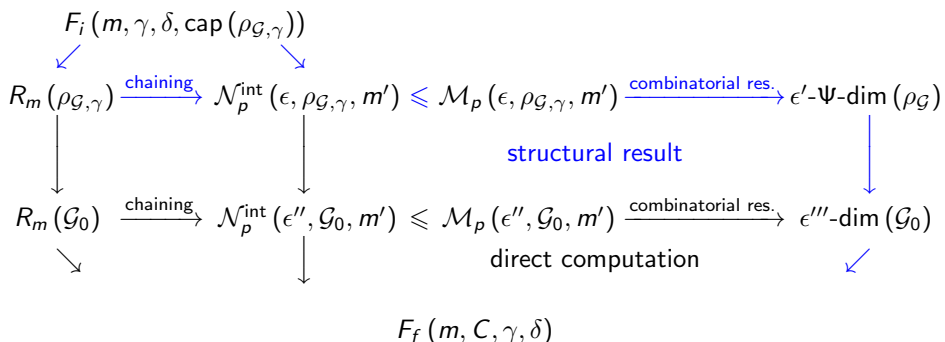 F_i (m, γ, δ, cap (ρ_{𝒢,γ}))
R_m (ρ_{𝒢,γ}) chaining 𝒩_p^{int} (ϵ, ρ_{𝒢,γ}, m′) ⩽ ℳ_p (ϵ, ρ_{𝒢,γ}, m′) combinatorial res. ϵ′-Ψ-dim (ρ_𝒢)
structural result
R_m (𝒢_0) chaining 𝒩_p^{int} (ϵ″, 𝒢_0, m′) ⩽ ℳ_p (ϵ″, 𝒢_0, m′) combinatorial res. ϵ‴-dim (𝒢_0)
direct computation
F_f (m, C, γ, δ)